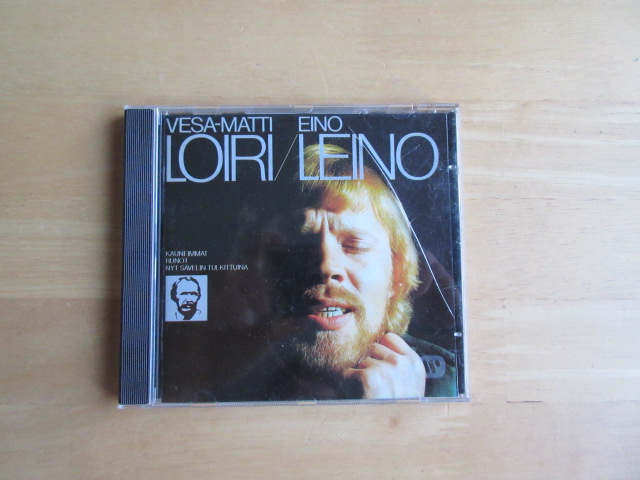 VESA-MATTI EINO
LOIRI/LEINO
KAUNEIMMAT
RUNOT
NYT SÄVELIN TULKITTUINA